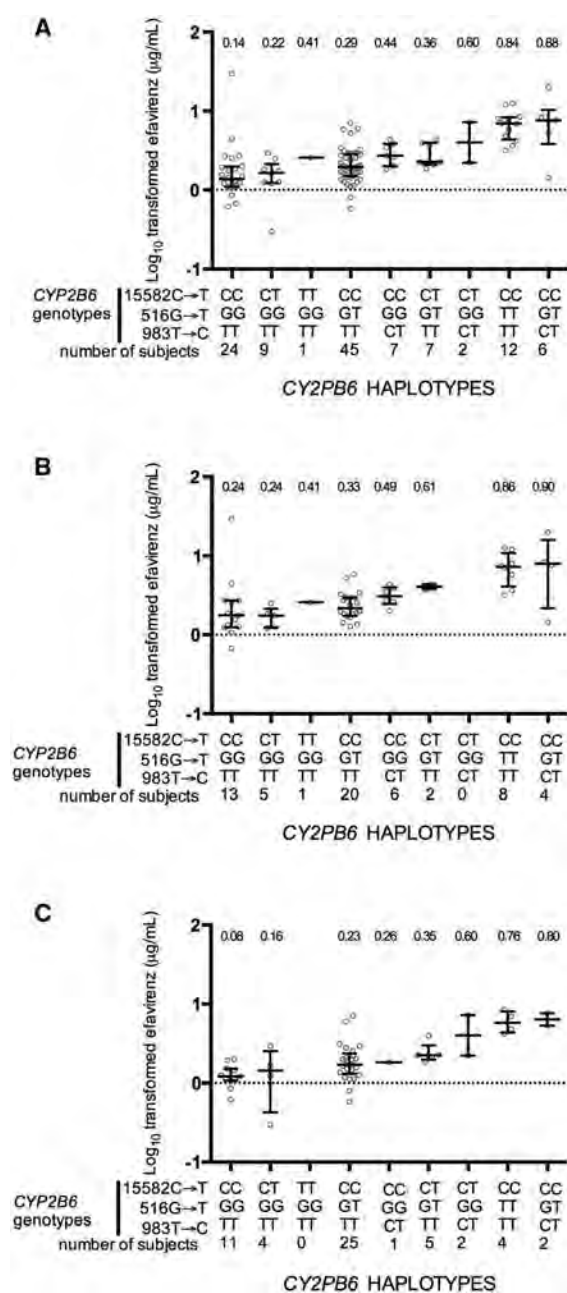 A
0.14 0.22 0.41 0.29 0.44 0.36 0.60 0.84 0.88
2
1
0
-1
Log10 transformed efavirenz (µg/mL)
CYP2B6 genotypes
15582C→T CC CT TT CC CC CT CT CC CC
516G→T GG GG GG GT GG GT GG TT GT
983T→C TT TT TT TT CT TT CT TT CT
number of subjects 24 9 1 45 7 7 2 12 6
CY2PB6 HAPLOTYPES
B
0.24 0.24 0.41 0.33 0.49 0.61 0.86 0.90
2
1
0
-1
Log10 transformed efavirenz (µg/mL)
CYP2B6 genotypes
15582C→T CC CT TT CC CC CT CT CC CC
516G→T GG GG GG GT GG GT GG TT GT
983T→C TT TT TT TT CT TT CT TT CT
number of subjects 13 5 1 20 6 2 0 8 4
CY2PB6 HAPLOTYPES
C
0.08 0.16 0.23 0.26 0.35 0.60 0.76 0.80
2
1
0
-1
Log10 transformed efavirenz (µg/mL)
CYP2B6 genotypes
15582C→T CC CT TT CC CC CT CT CC CC
516G→T GG GG GG GT GG GT GG TT GT
983T→C TT TT TT TT CT TT CT TT CT
number of subjects 11 4 0 25 1 5 2 4 2
CY2PB6 HAPLOTYPES